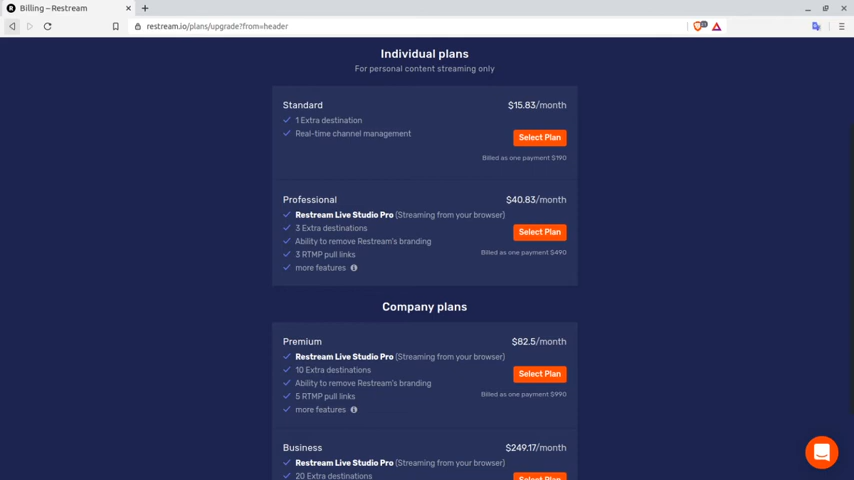 Billing – Restream
restream.io/plans/upgrade?from=header
Individual plans
For personal content streaming only
Standard
$15.83/month
1 Extra destination
Real-time channel management
Select Plan
Billed as one payment $190
Professional
$40.83/month
Restream Live Studio Pro (Streaming from your browser)
3 Extra destinations
Select Plan
Ability to remove Restream's branding
3 RTMP pull links
Billed as one payment $490
more features
Company plans
Premium
$82.5/month
Restream Live Studio Pro (Streaming from your browser)
10 Extra destinations
Select Plan
Ability to remove Restream's branding
5 RTMP pull links
Billed as one payment $990
more features
Business
$249.17/month
Restream Live Studio Pro (Streaming from your browser)
20 Extra destinations
Select Plan